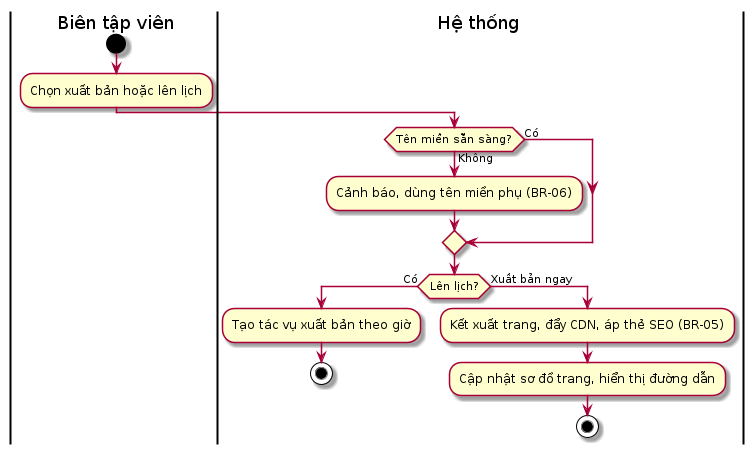 Biên tập viên
Hệ thống
Chọn xuất bản hoặc lên lịch
Tên miền sẵn sàng?
Có
Không
Cảnh báo, dùng tên miền phụ (BR-06)
Có
Lên lịch?
Xuất bản ngay
Tạo tác vụ xuất bản theo giờ
Kết xuất trang, đẩy CDN, áp thẻ SEO (BR-05)
Cập nhật sơ đồ trang, hiển thị đường dẫn